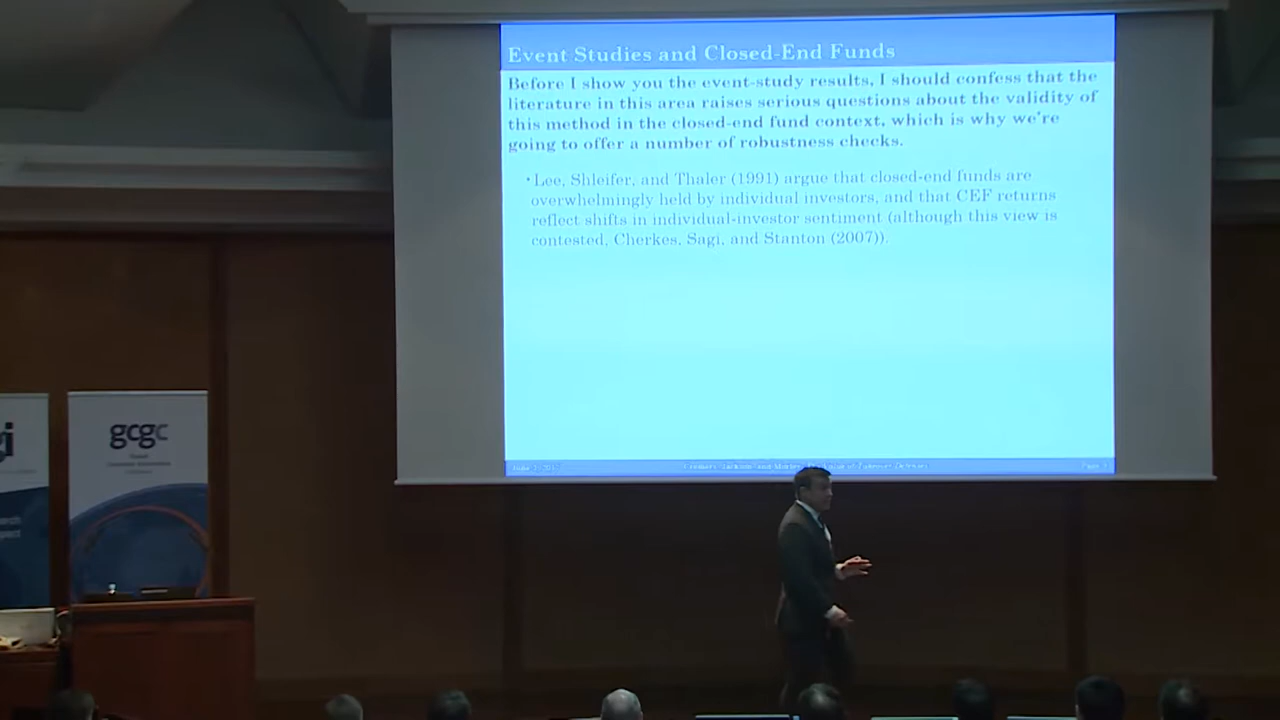 Event Studies and Closed-End Funds
Before I show you the event-study results, I should confess that the
literature in this area raises serious questions about the validity of
this method in the closed-end fund context, which is why we're
going to offer a number of robustness checks.
• Lee, Shleifer, and Thaler (1991) argue that closed-end funds are
overwhelmingly held by individual investors, and that CEF returns
reflect shifts in individual-investor sentiment (although this view is
contested, Cherkes, Sagi, and Stanton (2007)).
gcgc